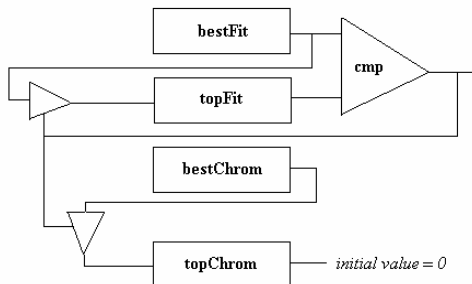 bestFit
cmp
topFit
bestChrom
topChrom
initial value = 0